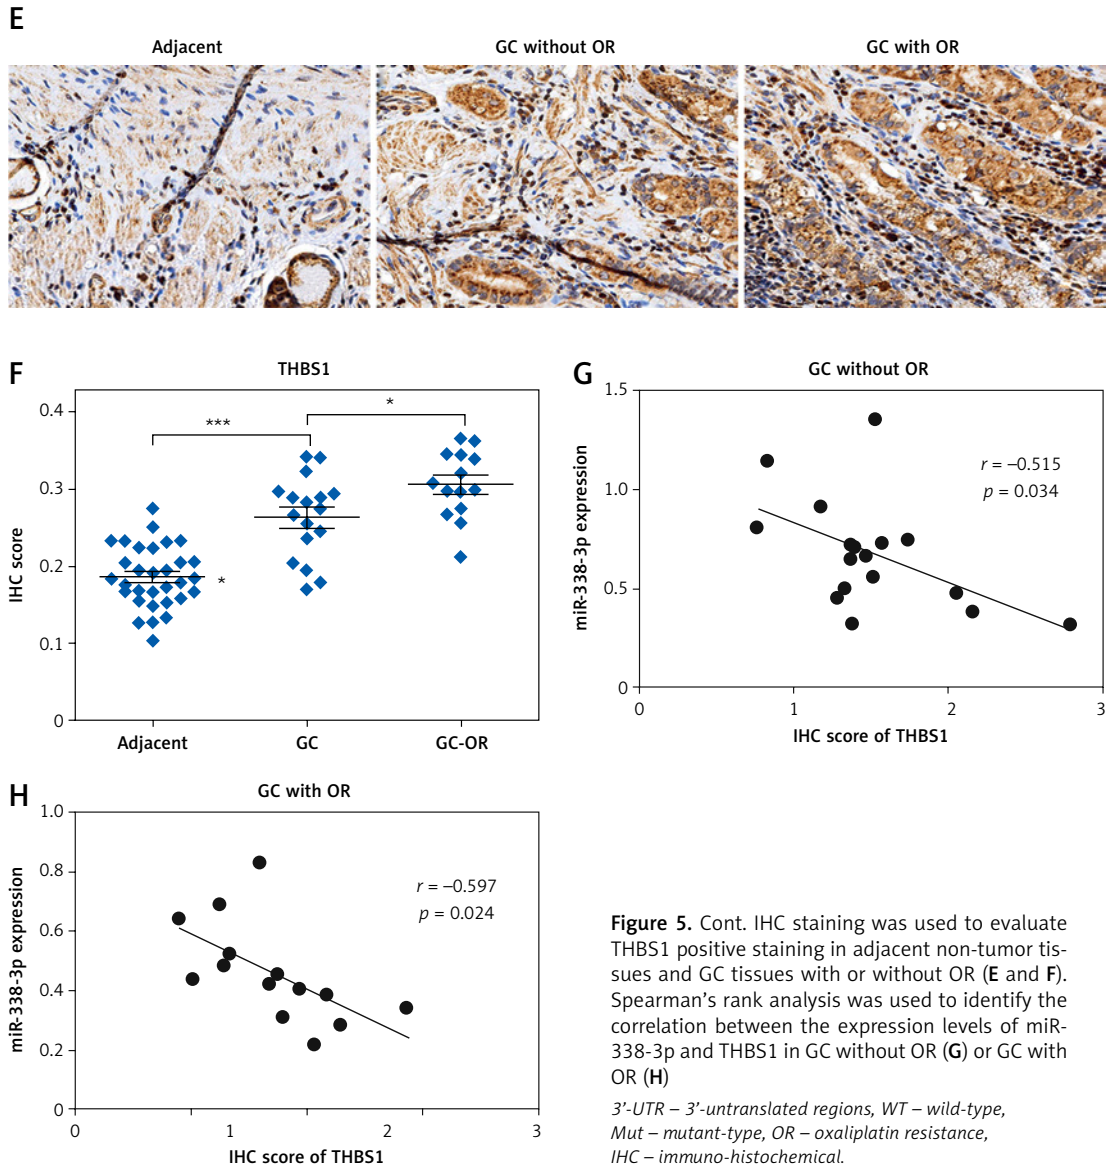 E
Adjacent
GC without OR
GC with OR
F
THBS1
IHC score
0.4
0.3
0.2
0.1
0
***
*
*
Adjacent
GC
GC-OR
G
GC without OR
miR-338-3p expression
1.5
1.0
0.5
0
r = –0.515
p = 0.034
0
1
2
3
IHC score of THBS1
H
GC with OR
miR-338-3p expression
1.0
0.8
0.6
0.4
0.2
0
r = –0.597
p = 0.024
0
1
2
3
IHC score of THBS1
Figure 5. Cont. IHC staining was used to evaluate
THBS1 positive staining in adjacent non-tumor tis-
sues and GC tissues with or without OR (E and F).
Spearman's rank analysis was used to identify the
correlation between the expression levels of miR-
338-3p and THBS1 in GC without OR (G) or GC with
OR (H)
3'-UTR – 3'-untranslated regions, WT – wild-type,
Mut – mutant-type, OR – oxaliplatin resistance,
IHC – immuno-histochemical.